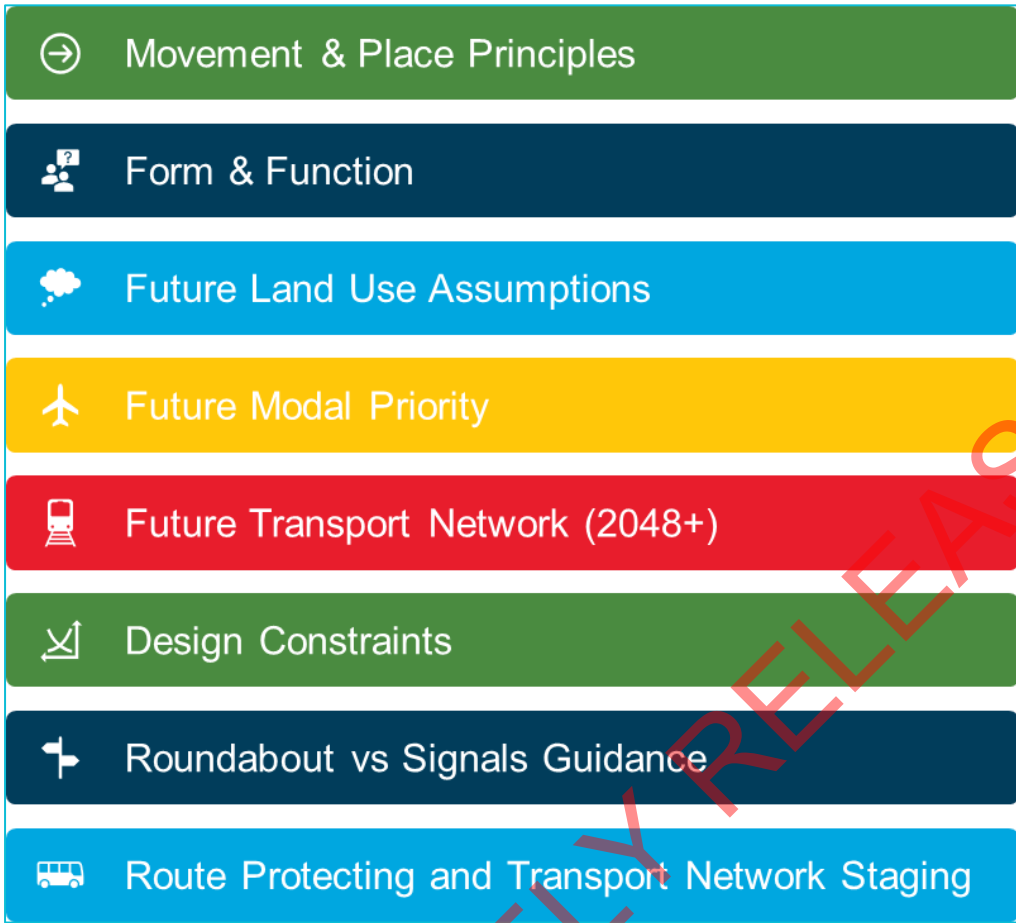 Movement & Place Principles
Form & Function
Future Land Use Assumptions
Future Modal Priority
Future Transport Network (2048+)
Design Constraints
Roundabout vs Signals Guidance
Route Protecting and Transport Network Staging